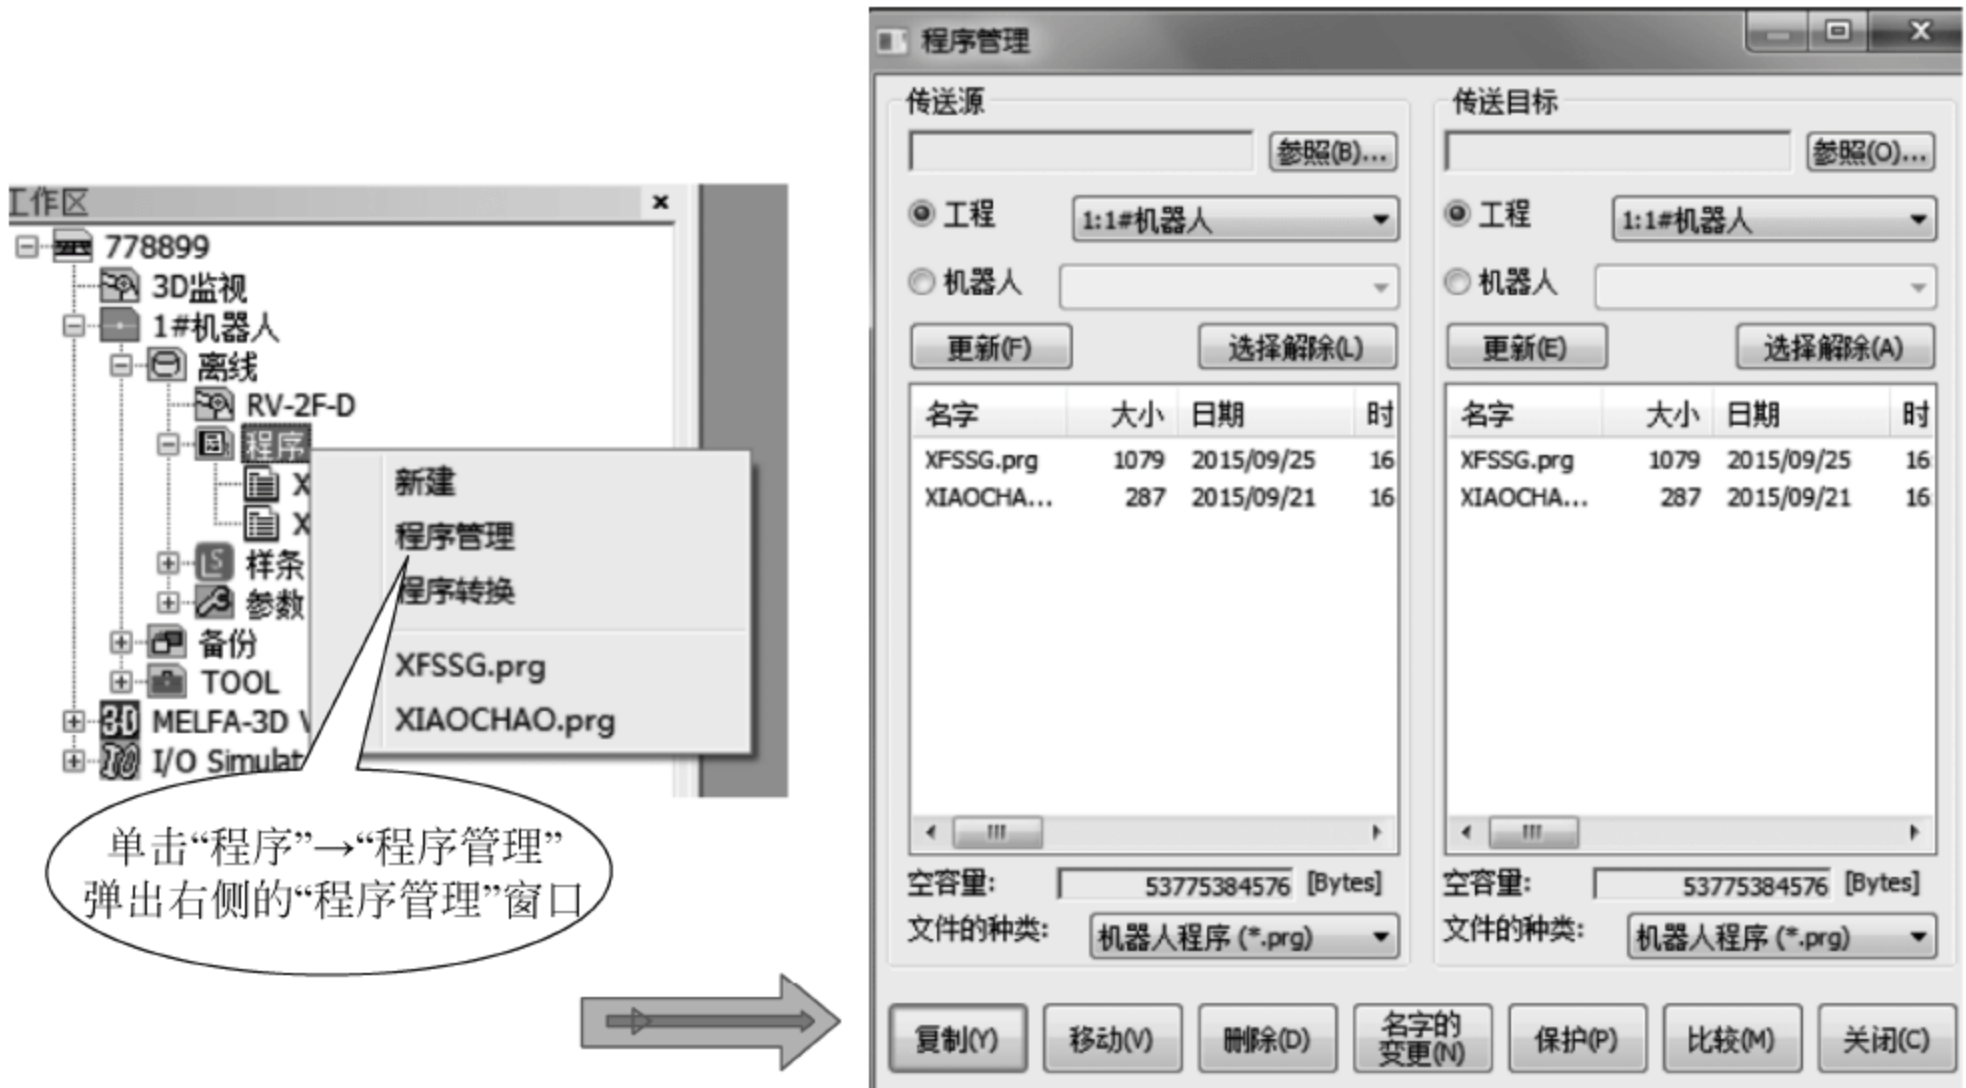 工作区
778899
3D监视
1#机器人
离线
RV-2F-D
程序
X
X
样条
参数
备份
TOOL
MELFA-3D
I/O Simulat
新建
程序管理
程序转换
XFSSG.prg
XIAOCHAO.prg
单击“程序”→“程序管理”
弹出右侧的“程序管理”窗口
程序管理
传送源
参照(B)...
工程 1:1#机器人
机器人
更新(F) 选择解除(L)
名字 大小 日期 时
XFSSG.prg 1079 2015/09/25 16
XIAOCHA... 287 2015/09/21 16
空容量: 53775384576 [Bytes]
文件的种类: 机器人程序 (*.prg)
传送目标
参照(O)...
工程 1:1#机器人
机器人
更新(E) 选择解除(A)
名字 大小 日期 时
XFSSG.prg 1079 2015/09/25 16
XIAOCHA... 287 2015/09/21 16
空容量: 53775384576 [Bytes]
文件的种类: 机器人程序 (*.prg)
复制(Y) 移动(V) 删除(D) 名字的
变更(N) 保护(P) 比较(M) 关闭(C)